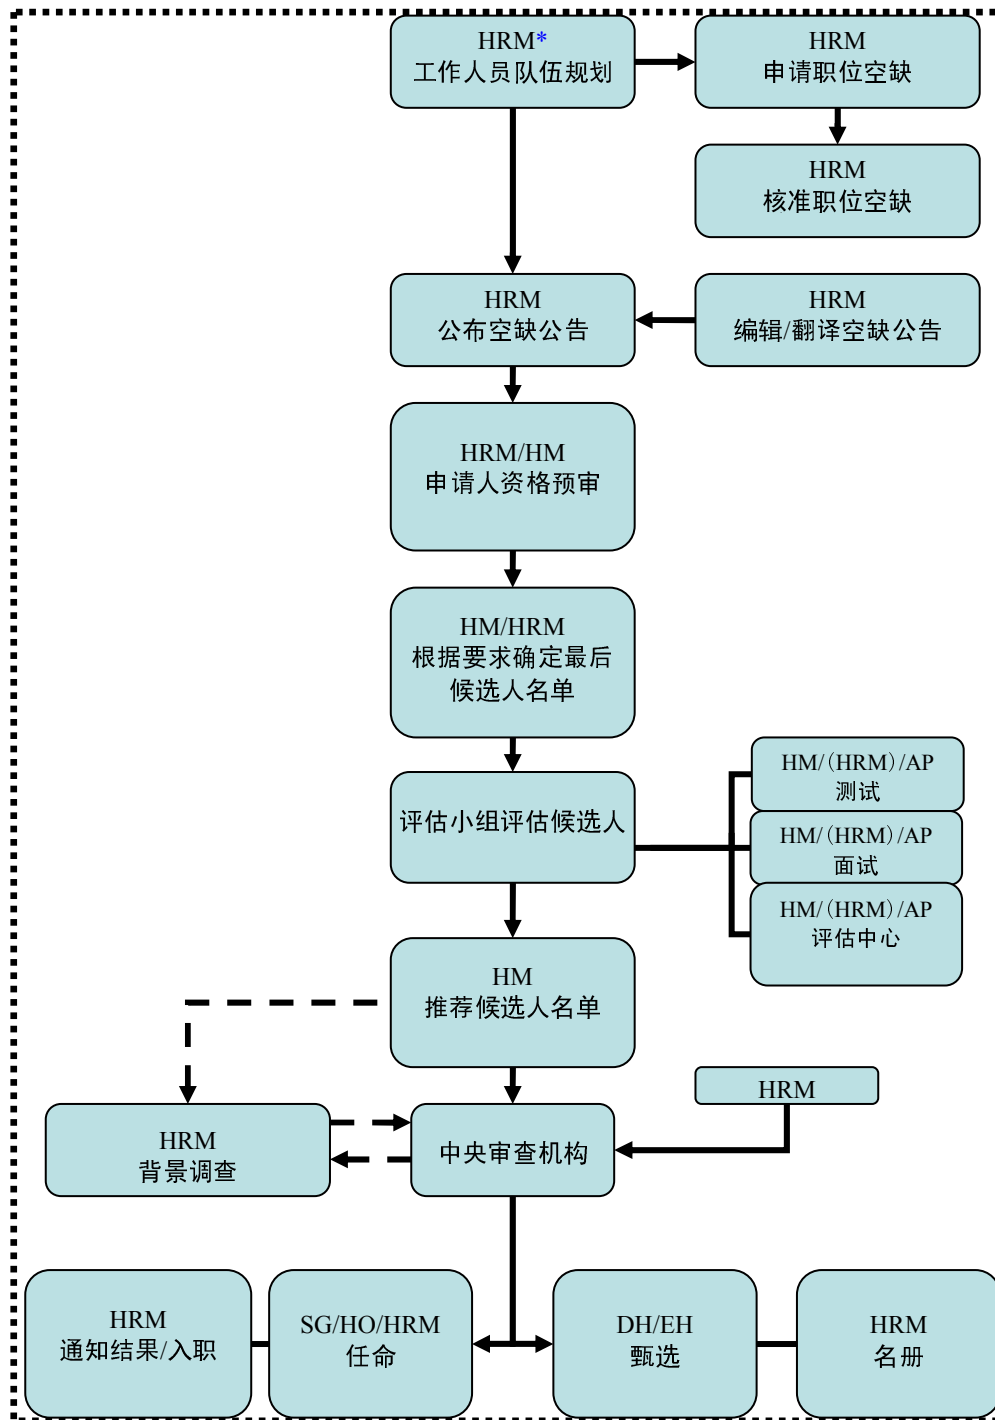 HRM*
工作人员队伍规划
HRM
申请职位空缺
HRM
核准职位空缺
HRM
公布空缺公告
HRM
编辑/翻译空缺公告
HRM/HM
申请人资格预审
HM/HRM
根据要求确定最后
候选人名单
评估小组评估候选人
HM/(HRM)/AP
测试
HM/(HRM)/AP
面试
HM/(HRM)/AP
评估中心
HM
推荐候选人名单
HRM
HRM
背景调查
中央审查机构
HRM
通知结果/入职
SG/HO/HRM
任命
DH/EH
甄选
HRM
名册